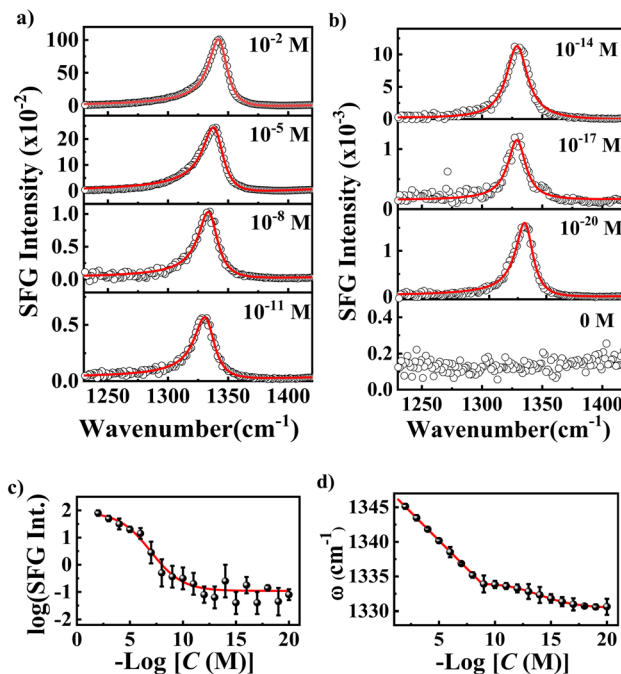 a)
10⁻² M
100
50
0
10⁻⁵ M
20
10
0
10⁻⁸ M
1.0
0.5
0.0
10⁻¹¹ M
0.5
0.0
1250 1300 1350 1400
Wavenumber(cm⁻¹)
SFG Intensity (x10⁻²)
b)
10⁻¹⁴ M
10
5
0
10⁻¹⁷ M
1
0
10⁻²⁰ M
1
0
0 M
0.4
0.2
0.0
1250 1300 1350 1400
Wavenumber(cm⁻¹)
SFG Intensity (x10⁻³)
c)
log(SFG Int.)
2
1
0
-1
-2
0 5 10 15 20
-Log [C (M)]
d)
ω (cm⁻¹)
1345
1340
1335
1330
0 5 10 15 20
-Log [C (M)]